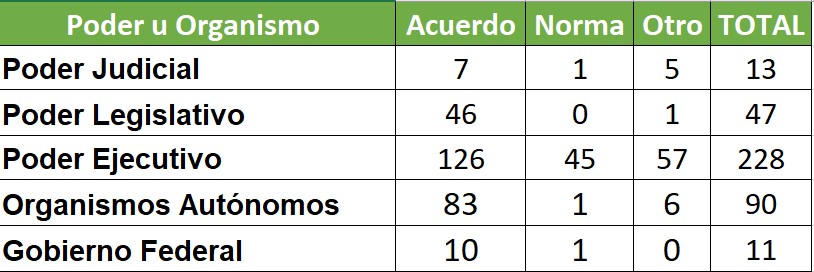 Poder u Organismo Acuerdo Norma Otro TOTAL
Poder Judicial 7 1 5 13
Poder Legislativo 46 0 1 47
Poder Ejecutivo 126 45 57 228
Organismos Autónomos 83 1 6 90
Gobierno Federal 10 1 0 11